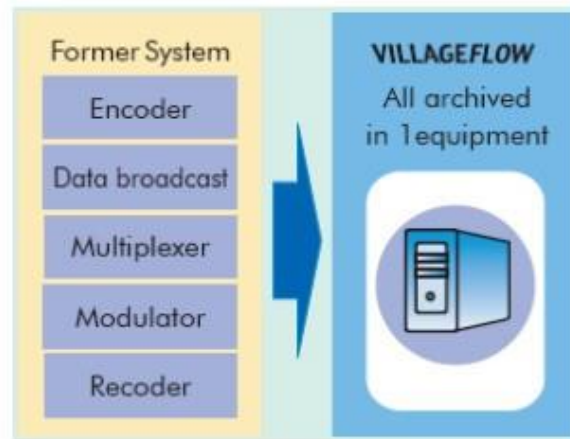 Former System
Encoder
Data broadcast
Multiplexer
Modulator
Recoder
VILLAGEFLOW
All archived
in 1equipment